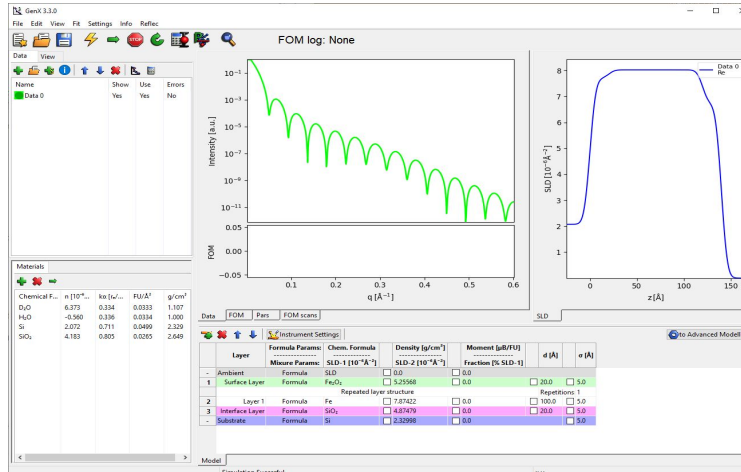 GenX 3.3.0
File Edit View Fit Settings Info Reflec
FOM log: None
Data View
Name Show Use Errors
Data 0 Yes Yes No
Materials
Chemical F... n [10⁻⁶... kα [rₑ/... FU/Å³ g/cm³
D₂O 6.373 0.334 0.0333 1.107
H₂O -0.560 0.336 0.0334 1.000
Si 2.072 0.711 0.0499 2.329
SiO₂ 4.183 0.805 0.0265 2.649
Intensity [a.u.]
10⁻¹
10⁻³
10⁻⁵
10⁻⁷
10⁻⁹
10⁻¹¹
FOM
0.05
0.00
−0.05
0.1 0.2 0.3 0.4 0.5 0.6
q [Å⁻¹]
Data FOM Pars FOM scans
Data 0
Re
SLD [10⁻⁶Å⁻²]
8
7
6
5
4
3
2
1
0 50 100 150
z [Å]
SLD
Instrument Settings
to Advanced Modell
Layer Formula Params: Chem. Formula Density [g/cm³] Moment [µB/FU] d [Å] σ [Å]
Mixure Params: SLD-1 [10⁻⁶Å⁻²] SLD-2 [10⁻⁶Å⁻²] Fraction [% SLD-1]
- Ambient Formula SLD 0.0 0.0
1 Surface Layer Formula Fe₂O₃ 5.25568 0.0 20.0 5.0
Repeated layer structure Repetitions: 1
2 Layer 1 Formula Fe 7.87422 0.0 100.0 5.0
3 Interface Layer Formula SiO₂ 4.87479 0.0 20.0 5.0
- Substrate Formula Si 2.32998 0.0 5.0
Model